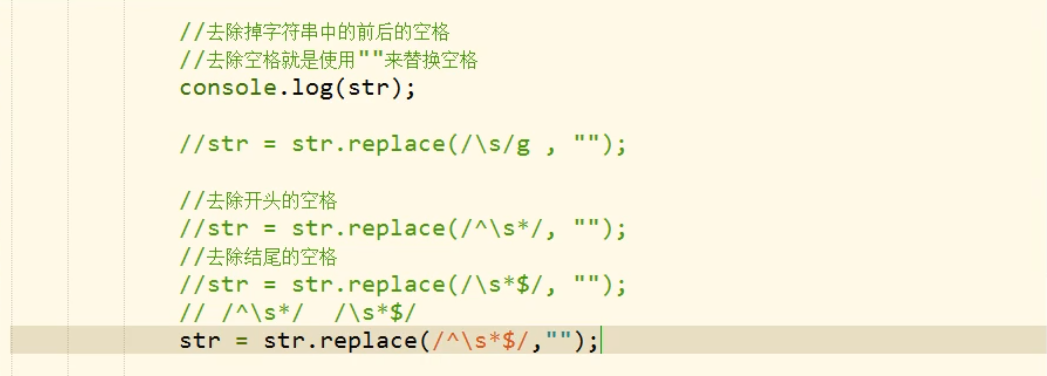 //去除掉字符串中的前后的空格
//去除空格就是使用""来替换空格
console.log(str);
//str = str.replace(/\s/g , "");
//去除开头的空格
//str = str.replace(/^\s*/, "");
//去除结尾的空格
//str = str.replace(/\s*$/, "");
// /^\s*/  /\s*$/
str = str.replace(/^\s*$/,"");